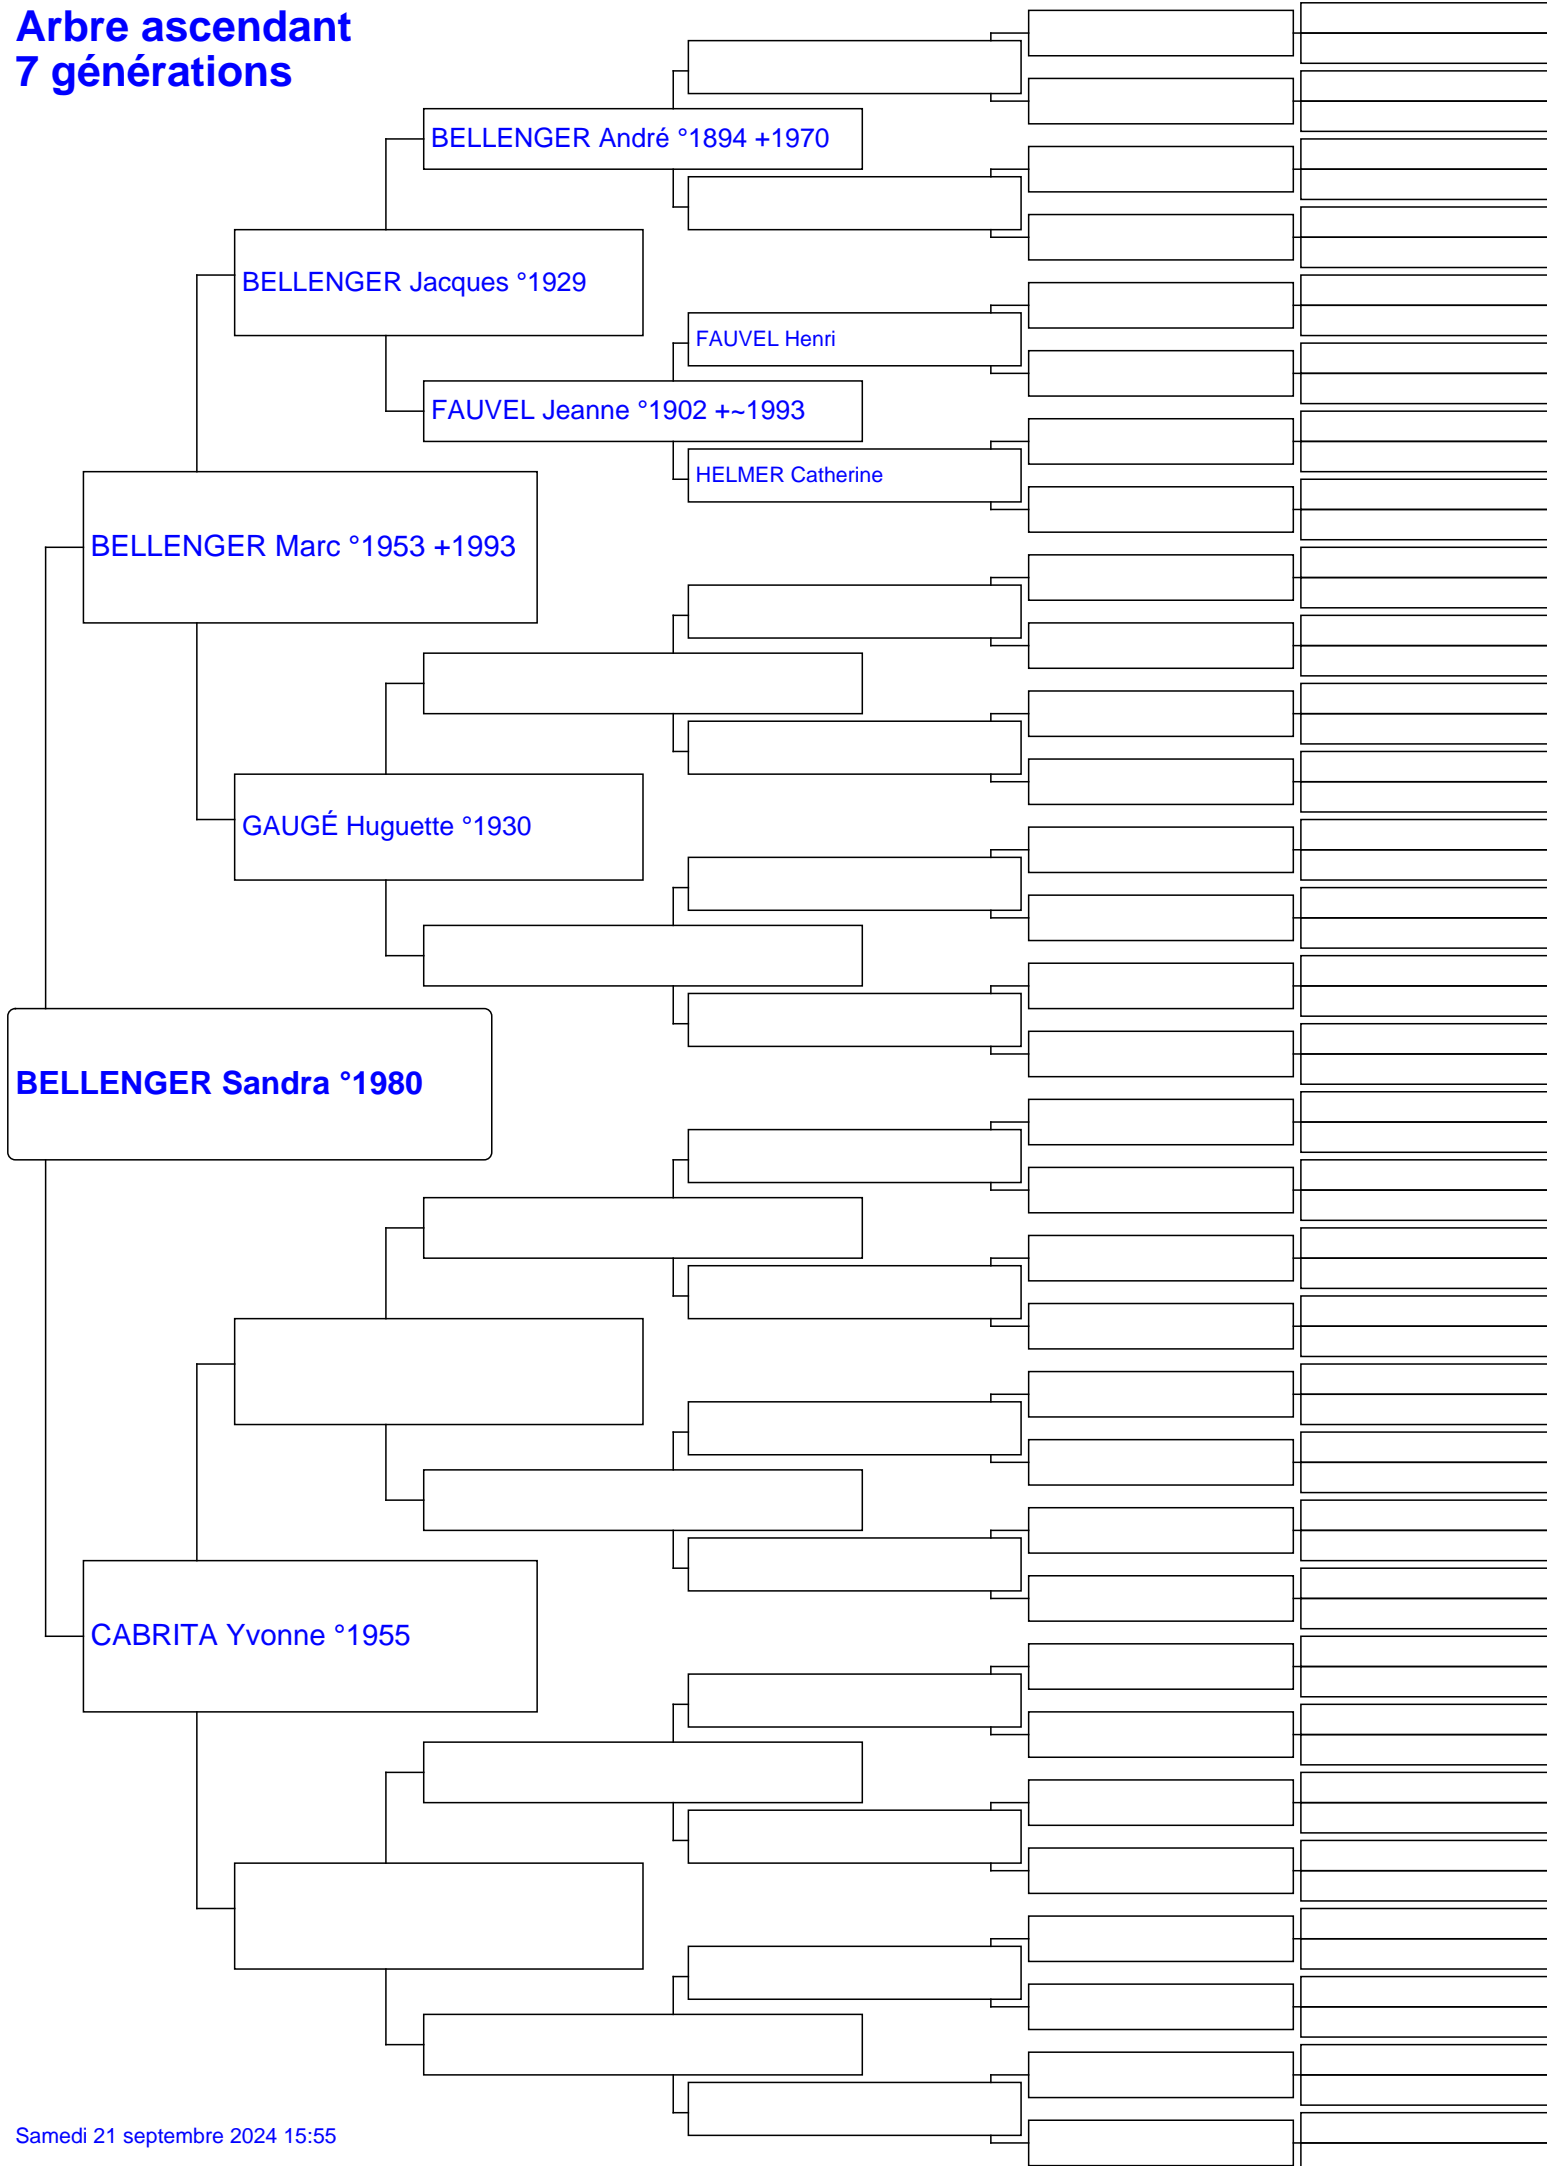 Arbre ascendant
7 générations
BELLENGER André °1894 +1970
BELLENGER Jacques °1929
FAUVEL Henri
FAUVEL Jeanne °1902 +~1993
HELMER Catherine
BELLENGER Marc °1953 +1993
GAUGÉ Huguette °1930
BELLENGER Sandra °1980
CABRITA Yvonne °1955
Samedi 21 septembre 2024 15:55